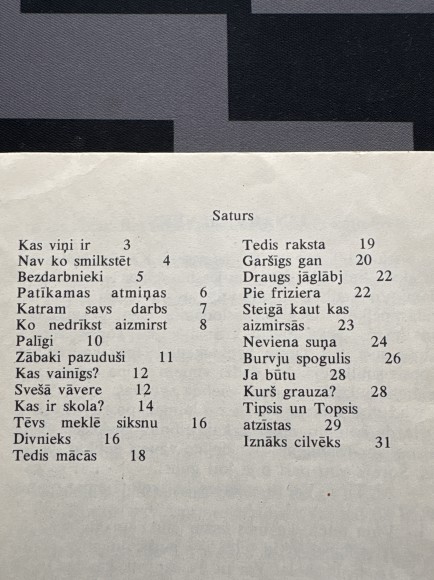 Saturs
Kas viņi ir 3
Nav ko smilkstēt 4
Bezdarbnieki 5
Patīkamas atmiņas 6
Katram savs darbs 7
Ko nedrīkst aizmirst 8
Palīgi 10
Zābaki pazuduši 11
Kas vainīgs? 12
Svešā vāvere 12
Kas ir skola? 14
Tēvs meklē siksnu 16
Divnieks 16
Tedis mācās 18
Tedis raksta 19
Garšīgs gan 20
Draugs jāglābj 22
Pie friziera 22
Steigā kaut kas
aizmirsās 23
Neviena suņa 24
Burvju spogulis 26
Ja būtu 28
Kurš grauza? 28
Tipsis un Topsis
atzīstas 29
Iznāks cilvēks 31